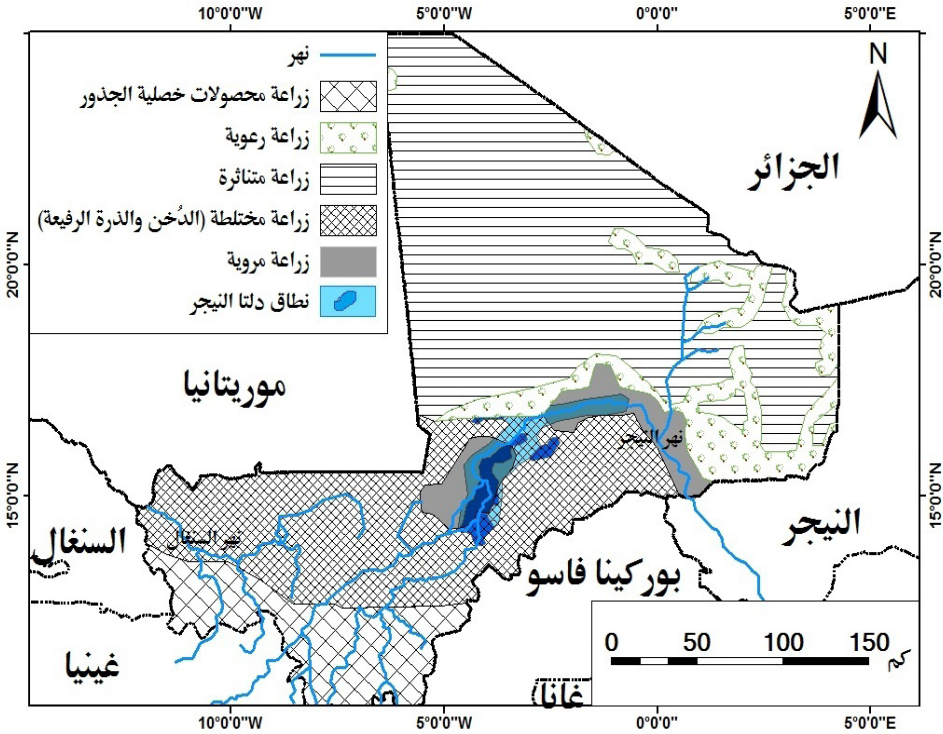 10°0'0"W 5°0'0"W 0°0'0" 5°0'0"E
نهر
زراعة محصولات خصلية الجذور
زراعة رعوية
زراعة متناثرة
زراعة مختلطة (الدُخن والذرة الرفيعة)
زراعة مروية
نطاق دلتا النيجر
N
الجزائر
20°0'0"N
20°0'0"N
موريتانيا
نهر النيجر
15°0'0"N
15°0'0"N
السنغال
نهر السنغال
النيجر
بوركينا فاسو
غينيا
غانا
0 50 100 150
10°0'0"W 5°0'0"W 0°0'0" 5°0'0"E